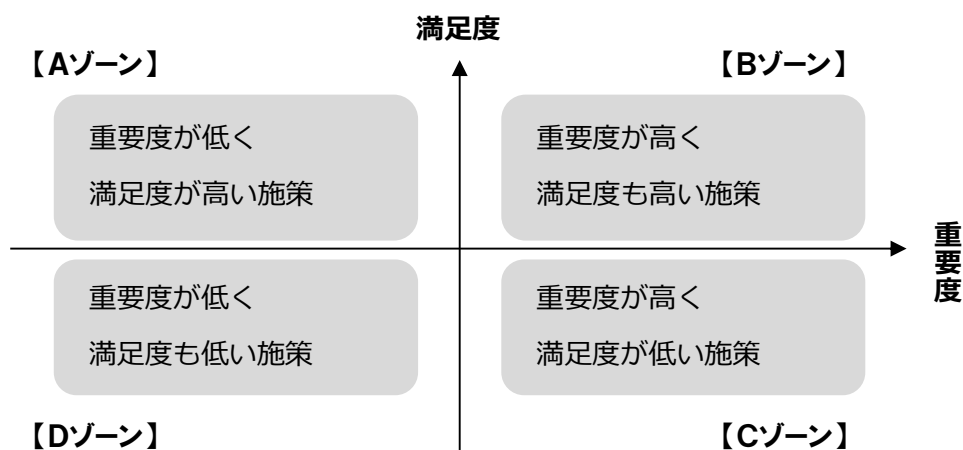 満足度
【Aゾーン】
【Bゾーン】
重要度が低く
満足度が高い施策
重要度が高く
満足度も高い施策
重要度
重要度が低く
満足度も低い施策
重要度が高く
満足度が低い施策
【Dゾーン】
【Cゾーン】